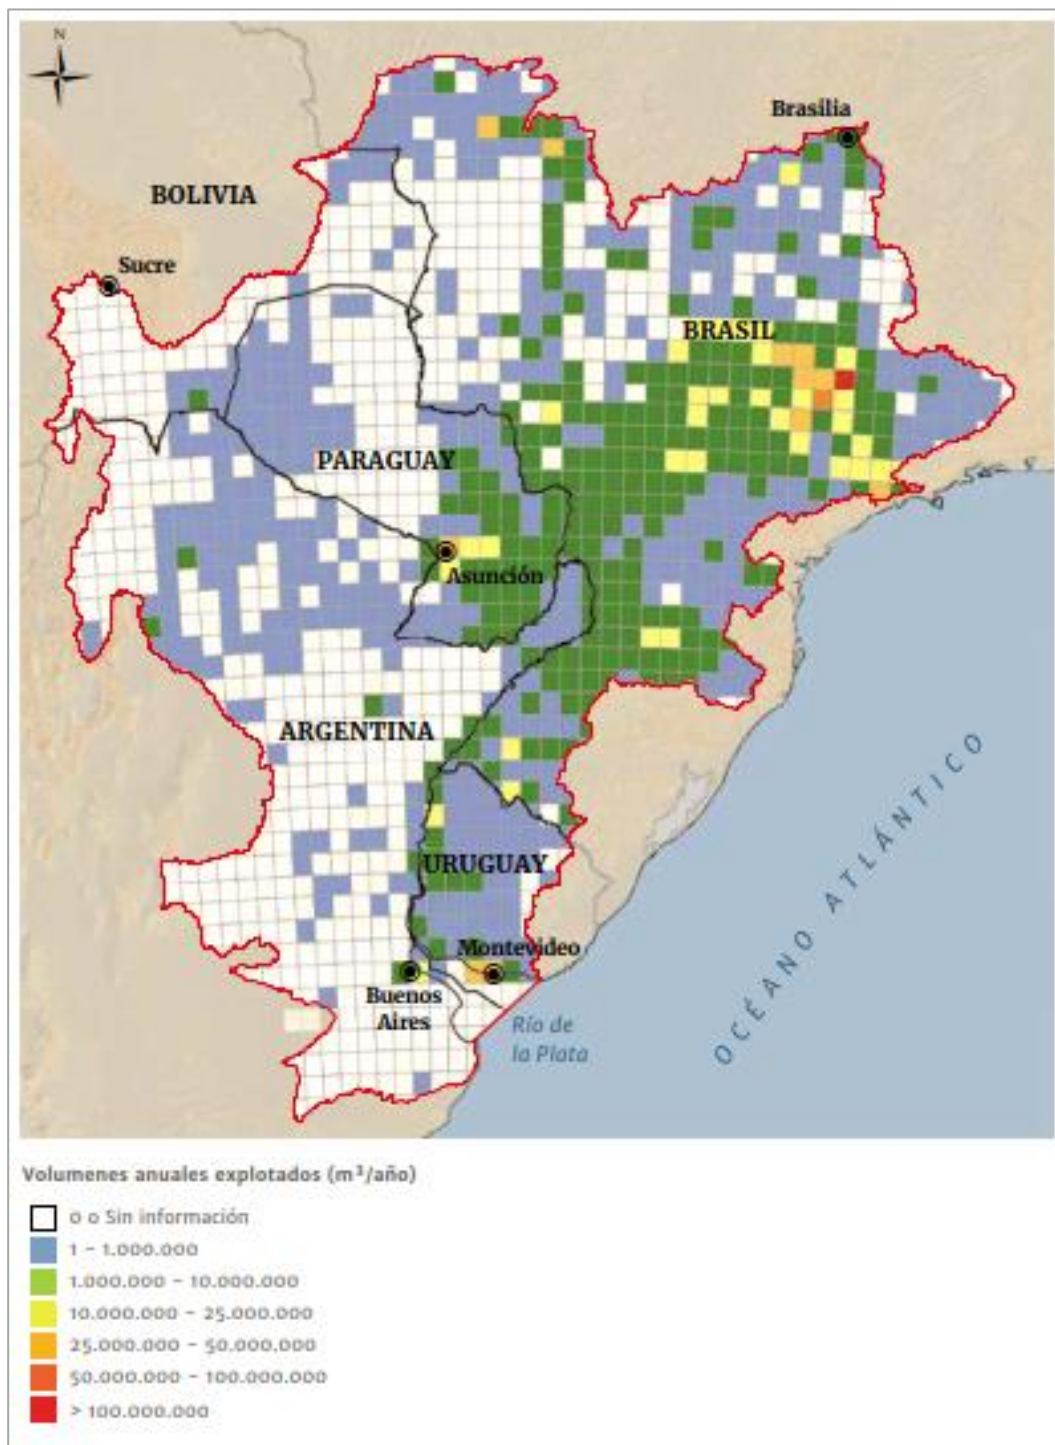 N
Brasilia
BOLIVIA
Sucre
BRASIL
PARAGUAY
Asunción
ARGENTINA
URUGUAY
Montevideo
Buenos
Aires
Río de
la Plata
OCÉANO ATLÁNTICO
Volumenes anuales explotados (m³/año)
0 o Sin información
1 - 1.000.000
1.000.000 - 10.000.000
10.000.000 - 25.000.000
25.000.000 - 50.000.000
50.000.000 - 100.000.000
> 100.000.000